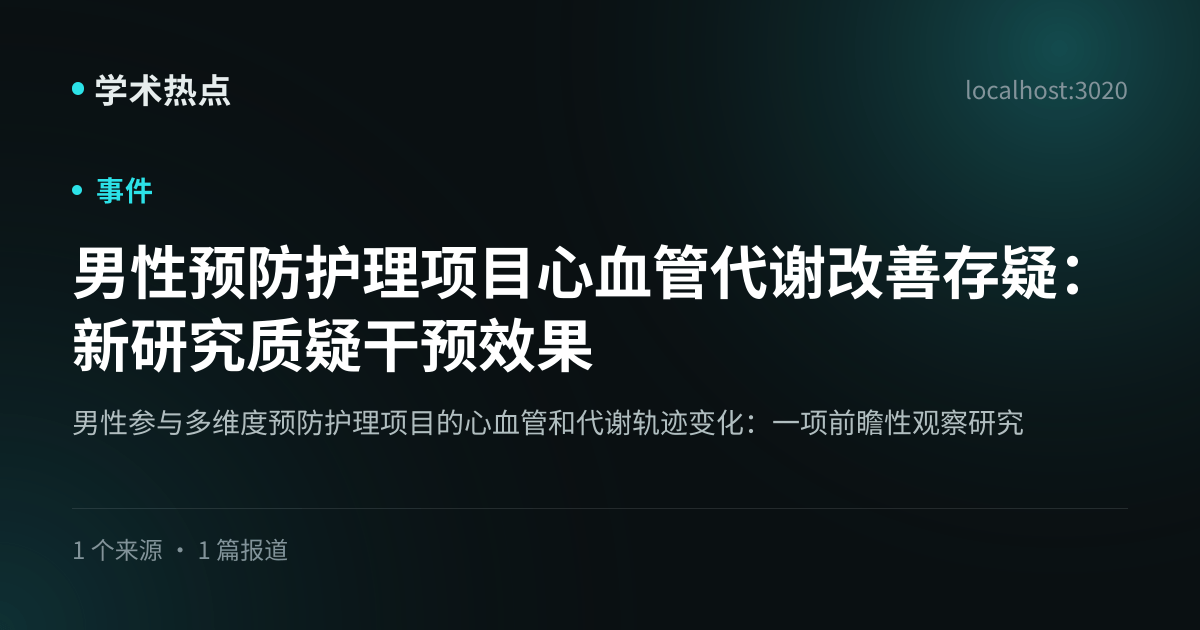 学术热点
localhost:3020
事件
男性预防护理项目心血管代谢改善存疑：
新研究质疑干预效果
男性参与多维度预防护理项目的心血管和代谢轨迹变化：一项前瞻性观察研究
1 个来源 · 1 篇报道